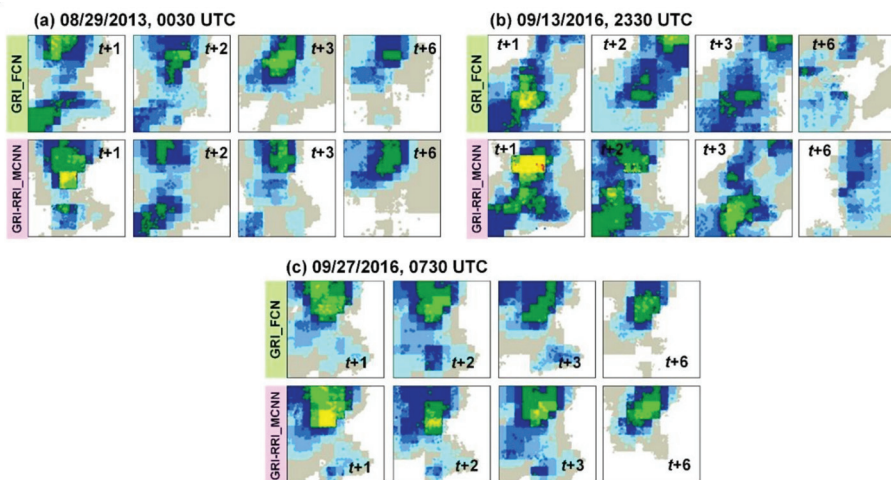 (a) 08/29/2013, 0030 UTC
GRI_FCN
t+1
t+2
t+3
t+6
GRI-RRI_MCNN
t+1
t+2
t+3
t+6
(b) 09/13/2016, 2330 UTC
GRI_FCN
t+1
t+2
t+3
t+6
GRI-RRI_MCNN
t+1
t+2
t+3
t+6
(c) 09/27/2016, 0730 UTC
GRI_FCN
t+1
t+2
t+3
t+6
GRI-RRI_MCNN
t+1
t+2
t+3
t+6